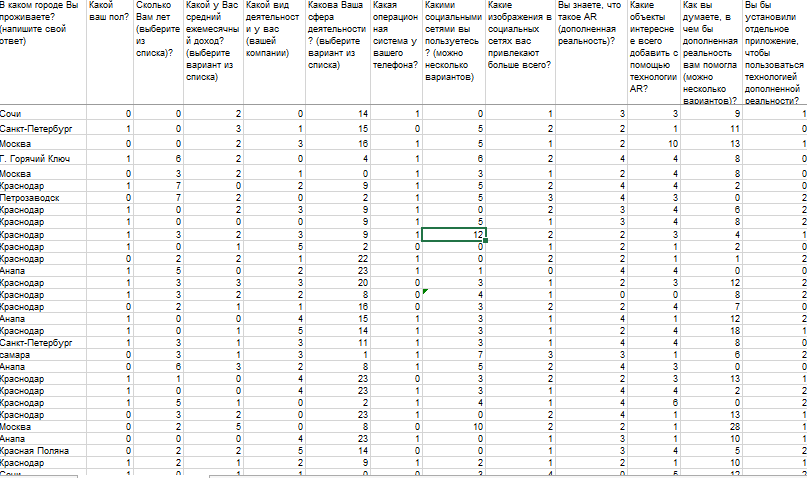 В каком городе Вы
проживаете?
(напишите свой
ответ)
Какой
ваш пол?
Сколько
Вам лет
(выберите
из
списка)?
Какой у Вас
средний
ежемесячны
й доход?
(выберите
вариант из
списка)
Какой вид
деятельност
и у вас
(вашей
компании)
Какова Ваша
сфера
деятельности
? (выберите
вариант из
списка)
Какая
операцион
ная
система у
вашего
телефона?
Какими
социальными
сетями вы
пользуетесь
? (можно
несколько
вариантов)
Какие
изображения в
социальных
сетях вас
привлекают
больше всего?
Вы знаете, что
такое AR
(дополненная
реальность)?
Какие
объекты
интересне
е всего
добавить с
помощью
технологии
AR?
Как вы
думаете, в
чем бы
дополненная
реальность
вам помогла
(можно
несколько
вариантов)?
Вы бы
установили
отдельное
приложение,
чтобы
пользоваться
технологией
дополненной
реальности?
Сочи 0 0 2 0 14 1 0 1 3 3 9 1
Санкт-Петербург 1 0 3 1 15 0 5 2 2 1 11 0
Москва 0 0 2 3 16 1 5 1 2 10 13 1
Г. Горячий Ключ 1 6 2 0 4 1 6 2 4 4 8 0
Москва 0 3 2 1 0 1 3 1 2 4 8 0
Краснодар 1 7 0 2 9 1 5 2 4 4 2 0
Петрозаводск 0 7 2 0 2 1 5 3 4 3 0 2
Краснодар 1 0 2 3 9 1 0 2 3 4 6 2
Краснодар 1 0 0 0 9 1 5 1 3 4 8 2
Краснодар 1 3 2 3 9 1 12 2 2 3 4 1
Краснодар 1 0 1 5 2 0 0 1 2 1 2 0
Краснодар 0 2 2 1 22 1 0 2 2 1 1 2
Анапа 1 5 0 2 23 1 1 0 4 4 0 0
Краснодар 1 3 3 3 20 0 3 1 2 3 12 2
Краснодар 1 3 2 2 8 0 4 1 0 0 8 2
Краснодар 0 2 1 1 16 0 3 2 2 4 7 0
Анапа 1 0 0 4 15 1 3 1 4 1 12 2
Краснодар 1 0 1 5 14 1 3 1 2 4 18 1
Санкт-Петербург 1 3 1 3 11 1 3 1 4 4 8 0
самара 0 3 1 3 1 1 7 3 3 1 6 2
Анапа 0 6 3 2 8 1 5 2 4 3 0 0
Краснодар 1 1 0 4 23 0 3 2 2 3 13 1
Краснодар 1 0 0 4 23 1 3 1 4 4 2 2
Краснодар 1 5 1 0 2 1 4 1 4 6 0 2
Краснодар 0 3 2 0 23 1 0 2 4 1 13 1
Москва 0 2 5 0 8 0 10 2 2 1 28 1
Анапа 0 0 0 4 23 1 0 1 3 1 10 1
Красная Поляна 0 2 2 5 14 0 0 1 3 4 5 2
Краснодар 1 2 1 2 9 1 2 1 2 1 10 2